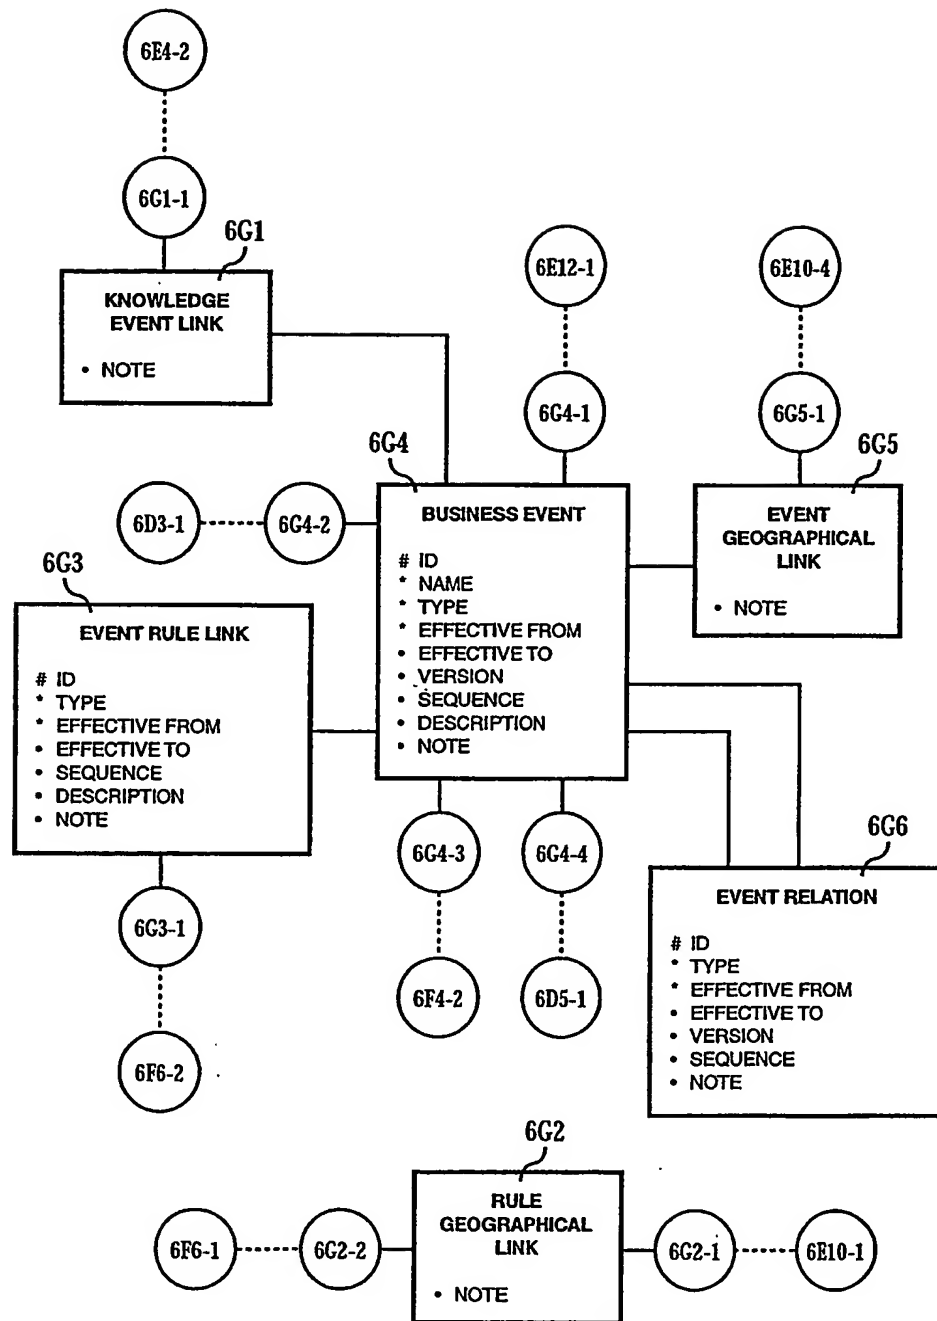 6E4-2
6G1-1
6G1
KNOWLEDGE
EVENT LINK
• NOTE
6E12-1
6E10-4
6G4-1
6G5-1
6G4
6G5
6D3-1
6G4-2
BUSINESS EVENT
# ID
* NAME
* TYPE
* EFFECTIVE FROM
• EFFECTIVE TO
• VERSION
• SEQUENCE
• DESCRIPTION
• NOTE
EVENT
GEOGRAPHICAL
LINK
• NOTE
6G3
EVENT RULE LINK
# ID
* TYPE
* EFFECTIVE FROM
• EFFECTIVE TO
• SEQUENCE
• DESCRIPTION
• NOTE
6G4-3
6G4-4
6G6
6G3-1
EVENT RELATION
# ID
* TYPE
* EFFECTIVE FROM
• EFFECTIVE TO
• VERSION
• SEQUENCE
• NOTE
6F4-2
6D5-1
6F6-2
6G2
RULE
GEOGRAPHICAL
LINK
• NOTE
6F6-1
6G2-2
6G2-1
6E10-1